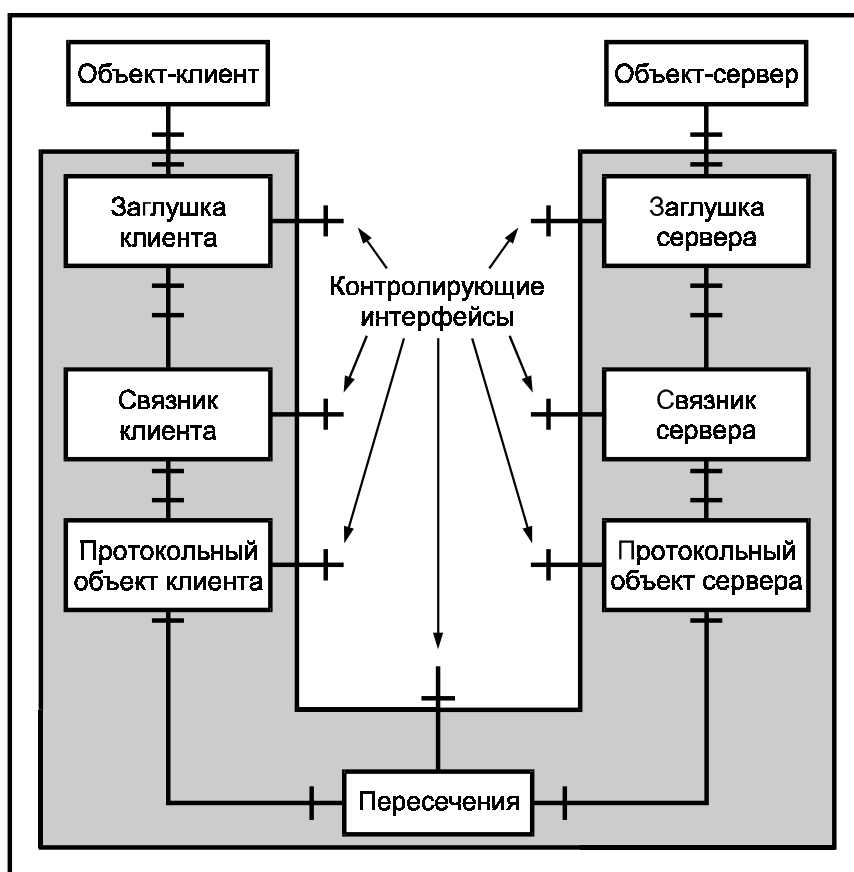 Объект-клиент
Объект-сервер
Заглушка
клиента
Заглушка
сервера
Контролирующие
интерфейсы
Связник
клиента
Связник
сервера
Протокольный
объект клиента
Протокольный
объект сервера
Пересечения